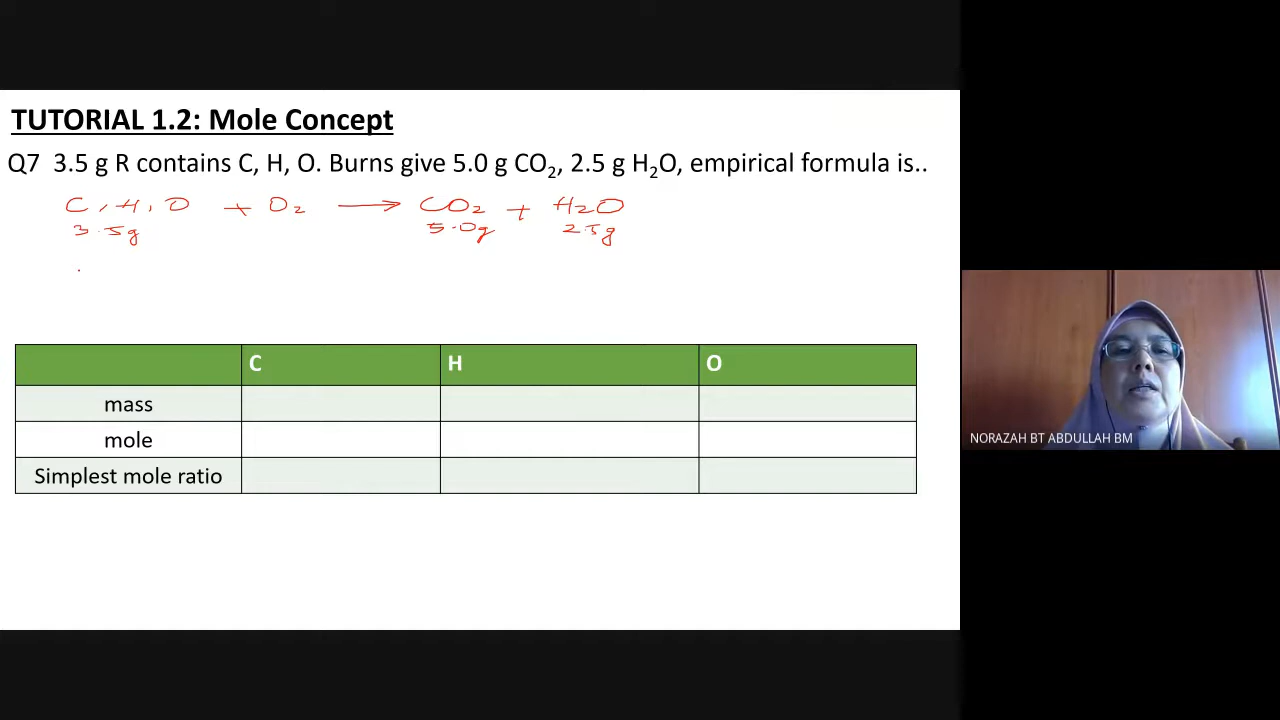 TUTORIAL 1.2: Mole Concept
Q7 3.5 g R contains C, H, O. Burns give 5.0 g CO₂, 2.5 g H₂O, empirical formula is..
C, H, O + O₂ → CO₂ + H₂O
3.5g 5.0g 2.5g
C H O
mass
mole
Simplest mole ratio
NORAZAH BT ABDULLAH BM